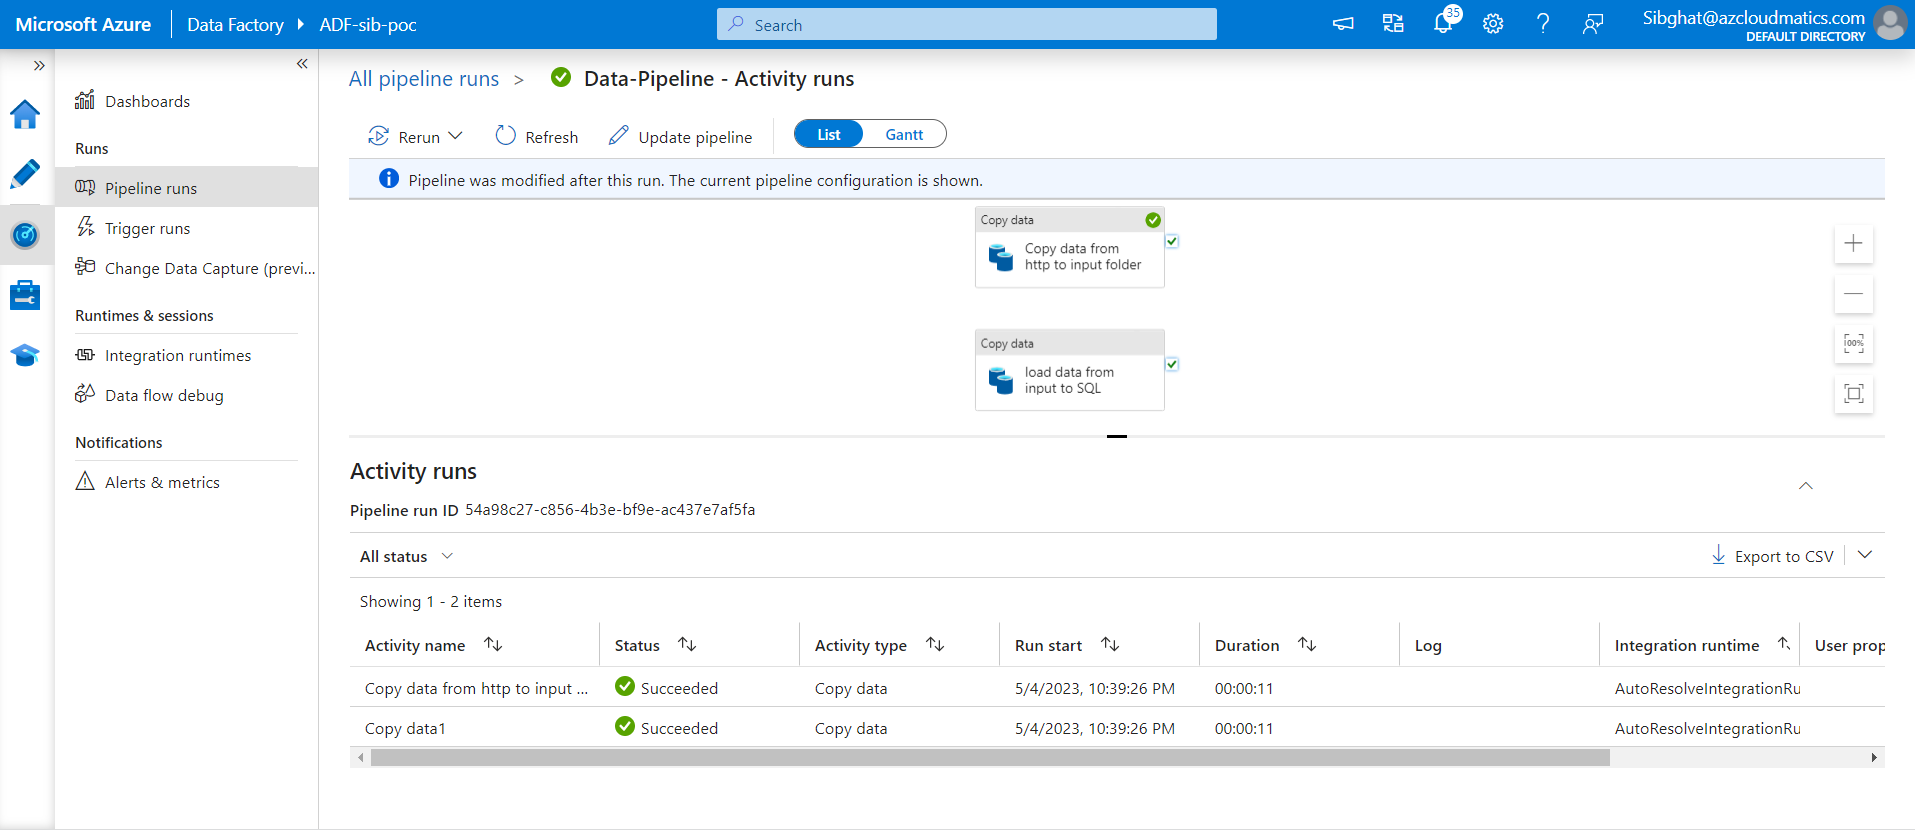 Microsoft Azure
Data Factory
ADF-sib-poc
Search
35
Sibghat@azcloudmatics.com
DEFAULT DIRECTORY
Dashboards
Runs
Pipeline runs
Trigger runs
Change Data Capture (previ...
Runtimes & sessions
Integration runtimes
Data flow debug
Notifications
Alerts & metrics
All pipeline runs > Data-Pipeline - Activity runs
Rerun
Refresh
Update pipeline
List
Gantt
Pipeline was modified after this run. The current pipeline configuration is shown.
Copy data
Copy data from
http to input folder
Copy data
load data from
input to SQL
100%
Activity runs
Pipeline run ID 54a98c27-c856-4b3e-bf9e-ac437e7af5fa
All status
Export to CSV
Showing 1 - 2 items
Activity name Status Activity type Run start Duration Log Integration runtime User prop
Copy data from http to input ... Succeeded Copy data 5/4/2023, 10:39:26 PM 00:00:11 AutoResolveIntegrationRu
Copy data1 Succeeded Copy data 5/4/2023, 10:39:26 PM 00:00:11 AutoResolveIntegrationRu